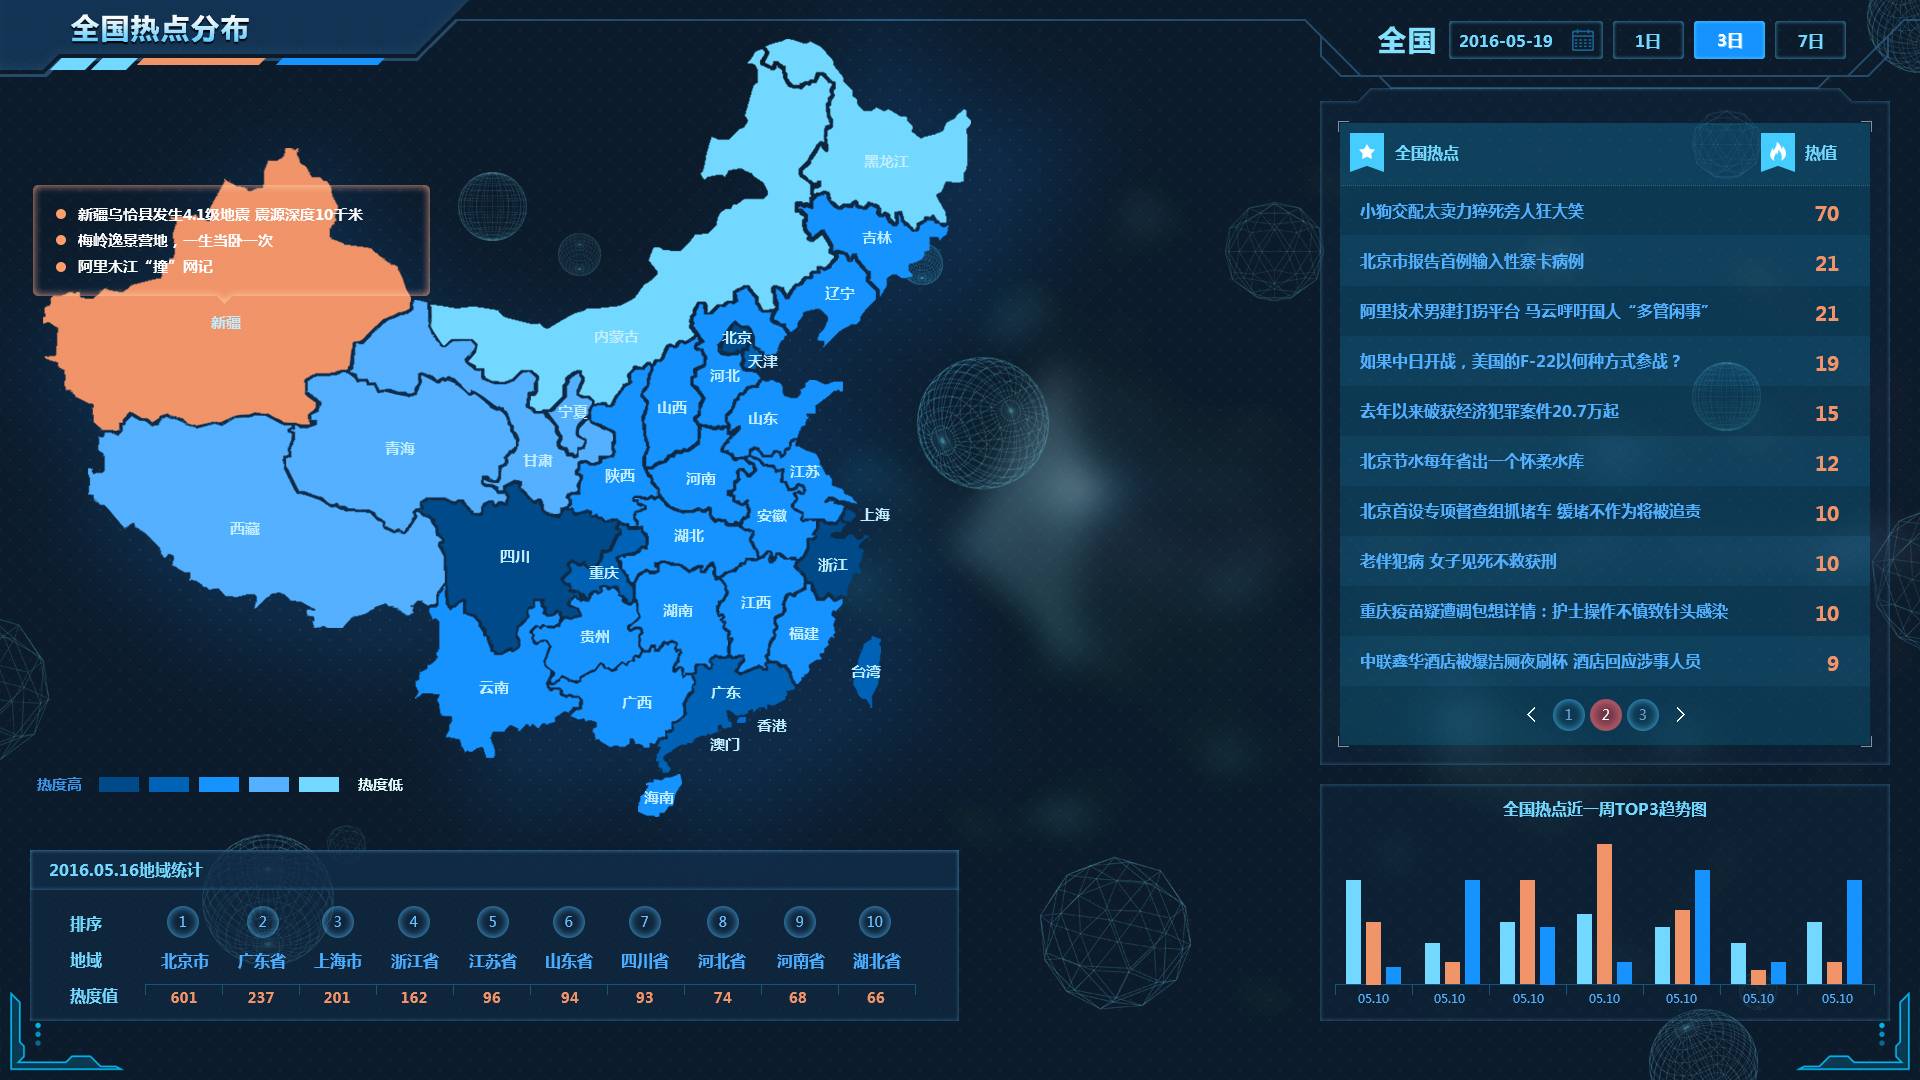 全国热点分布
全国 2016-05-19 1日 3日 7日
新疆乌恰县发生4.1级地震 震源深度10千米
梅岭逸景营地，一生当卧一次
阿里木江“撞”网记
新疆
黑龙江
吉林
辽宁
内蒙古
北京
天津
河北
山西
山东
宁夏
青海
甘肃
陕西
河南
江苏
西藏
安徽
上海
湖北
四川
重庆
浙江
湖南
江西
贵州
福建
台湾
云南
广西
广东
香港
澳门
海南
热度高 热度低
2016.05.16地域统计
排序 1 2 3 4 5 6 7 8 9 10
地域 北京市 广东省 上海市 浙江省 江苏省 山东省 四川省 河北省 河南省 湖北省
热度值 601 237 201 162 96 94 93 74 68 66
全国热点 热值
小狗交配太卖力猝死旁人狂大笑 70
北京市报告首例输入性寨卡病例 21
阿里技术男建打拐平台 马云呼吁国人“多管闲事” 21
如果中日开战，美国的F-22以何种方式参战？ 19
去年以来破获经济犯罪案件20.7万起 15
北京节水每年省出一个怀柔水库 12
北京首设专项督查组抓堵车 缓堵不作为将被追责 10
老伴犯病 女子见死不救获刑 10
重庆疫苗疑遭调包想详情：护士操作不慎致针头感染 10
中联鑫华酒店被爆洁厕夜刷杯 酒店回应涉事人员 9
1 2 3
全国热点近一周TOP3趋势图
05.10 05.10 05.10 05.10 05.10 05.10 05.10